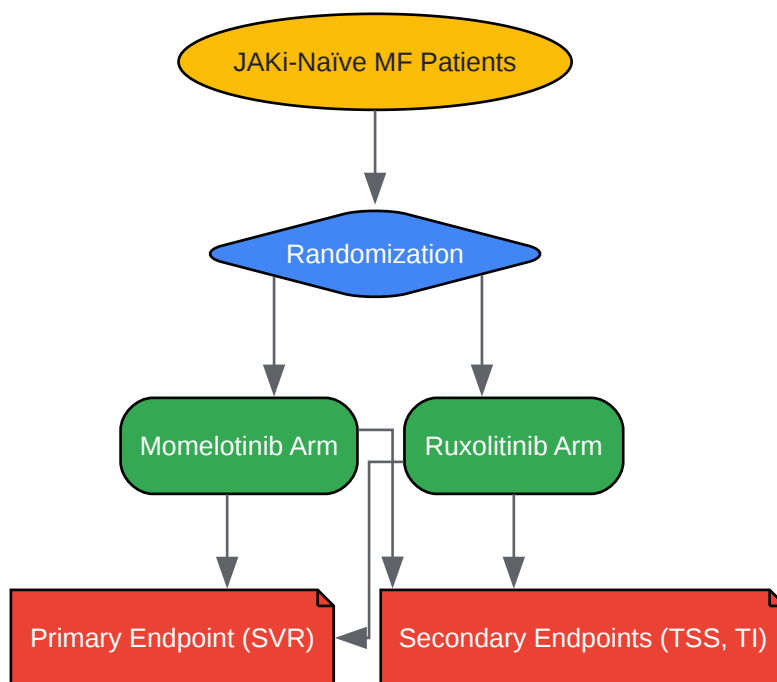 JAKi-Naïve MF Patients
Randomization
Momelotinib Arm
Ruxolitinib Arm
Primary Endpoint (SVR)
Secondary Endpoints (TSS, TI)